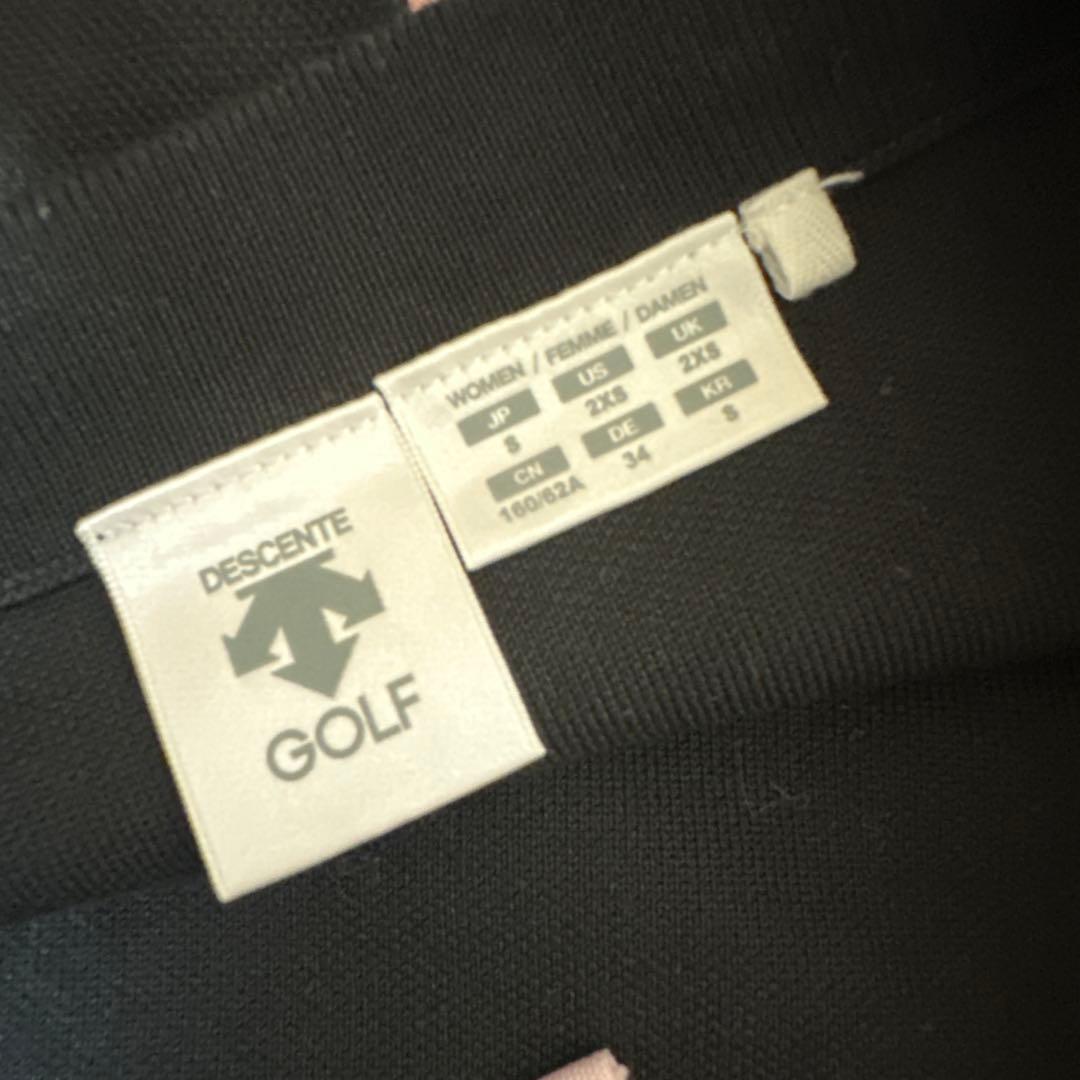 DESCENTE
GOLF
WOMEN / FEMME / DAMEN
JP US UK
S 2XS 2XS
CN DE KR
160/62A 34 S